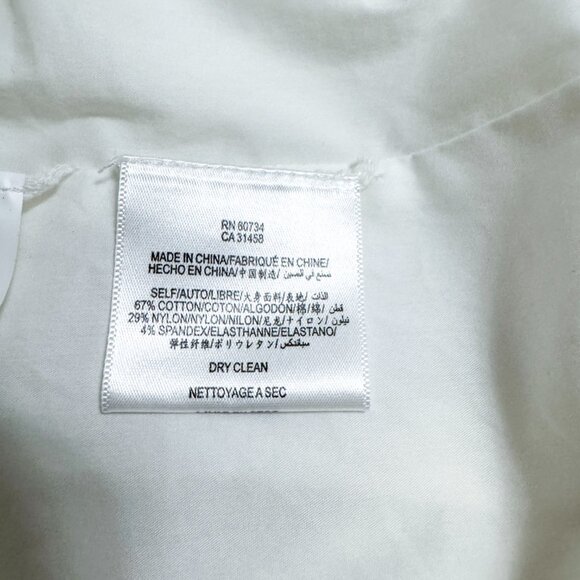 RN 80734
CA 31458
MADE IN CHINA/FABRIQUÉ EN CHINE/
HECHO EN CHINA/中国制造/ صنع في الصين
SELF/AUTO/LIBRE/大身面料/表地/ الذات
67% COTTON/COTON/ALGODÓN/棉/綿/ قطن
29% NYLON/NYLON/NILON/尼龙/ナイロン/ نيلون
4% SPANDEX/ELASTHANNE/ELASTANO/
弹性纤维/ポリウレタン/ سباندكس
DRY CLEAN
NETTOYAGE A SEC